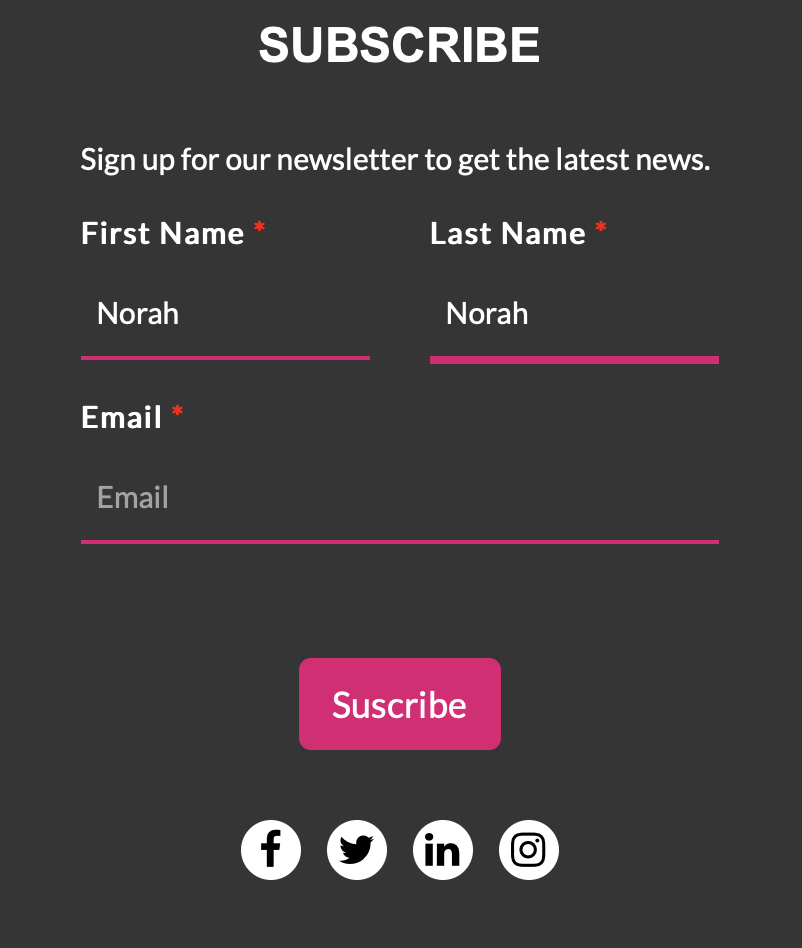 SUBSCRIBE
Sign up for our newsletter to get the latest news.
First Name * Last Name *
Norah Norah
Email *
Email
Suscribe